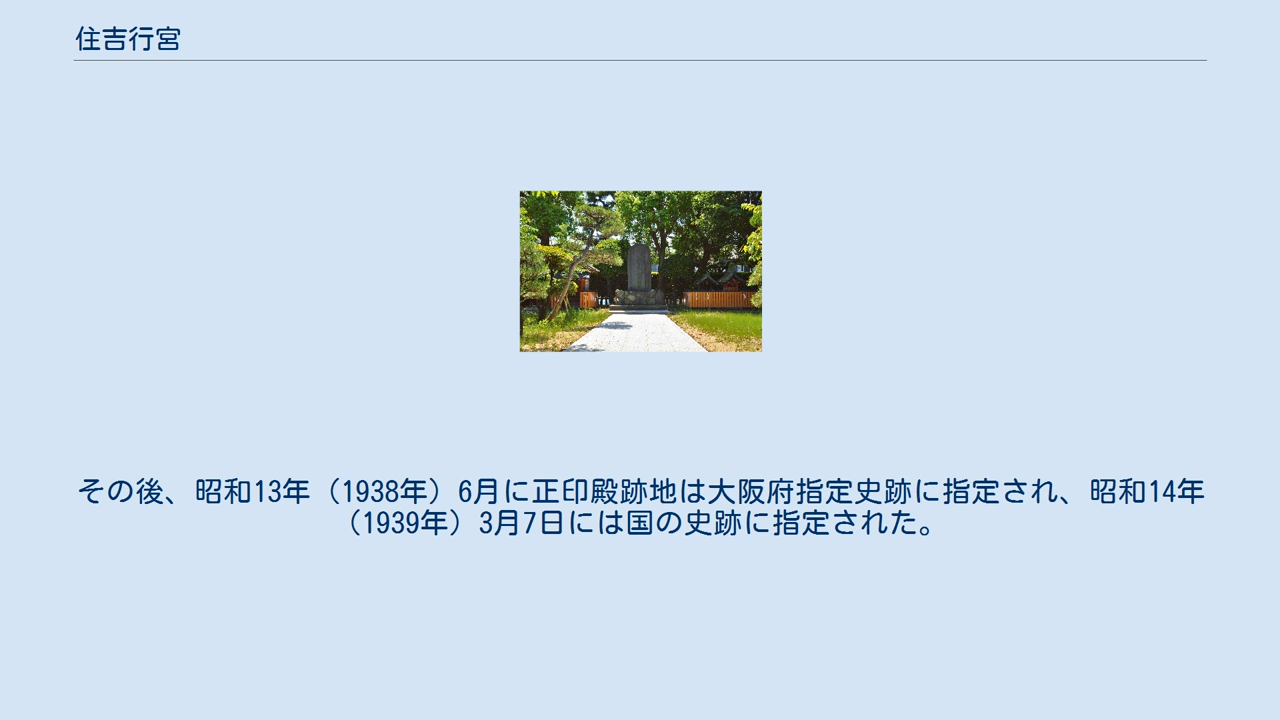 住吉行宮
その後、昭和13年（1938年）6月に正印殿跡地は大阪府指定史跡に指定され、昭和14年
（1939年）3月7日には国の史跡に指定された。